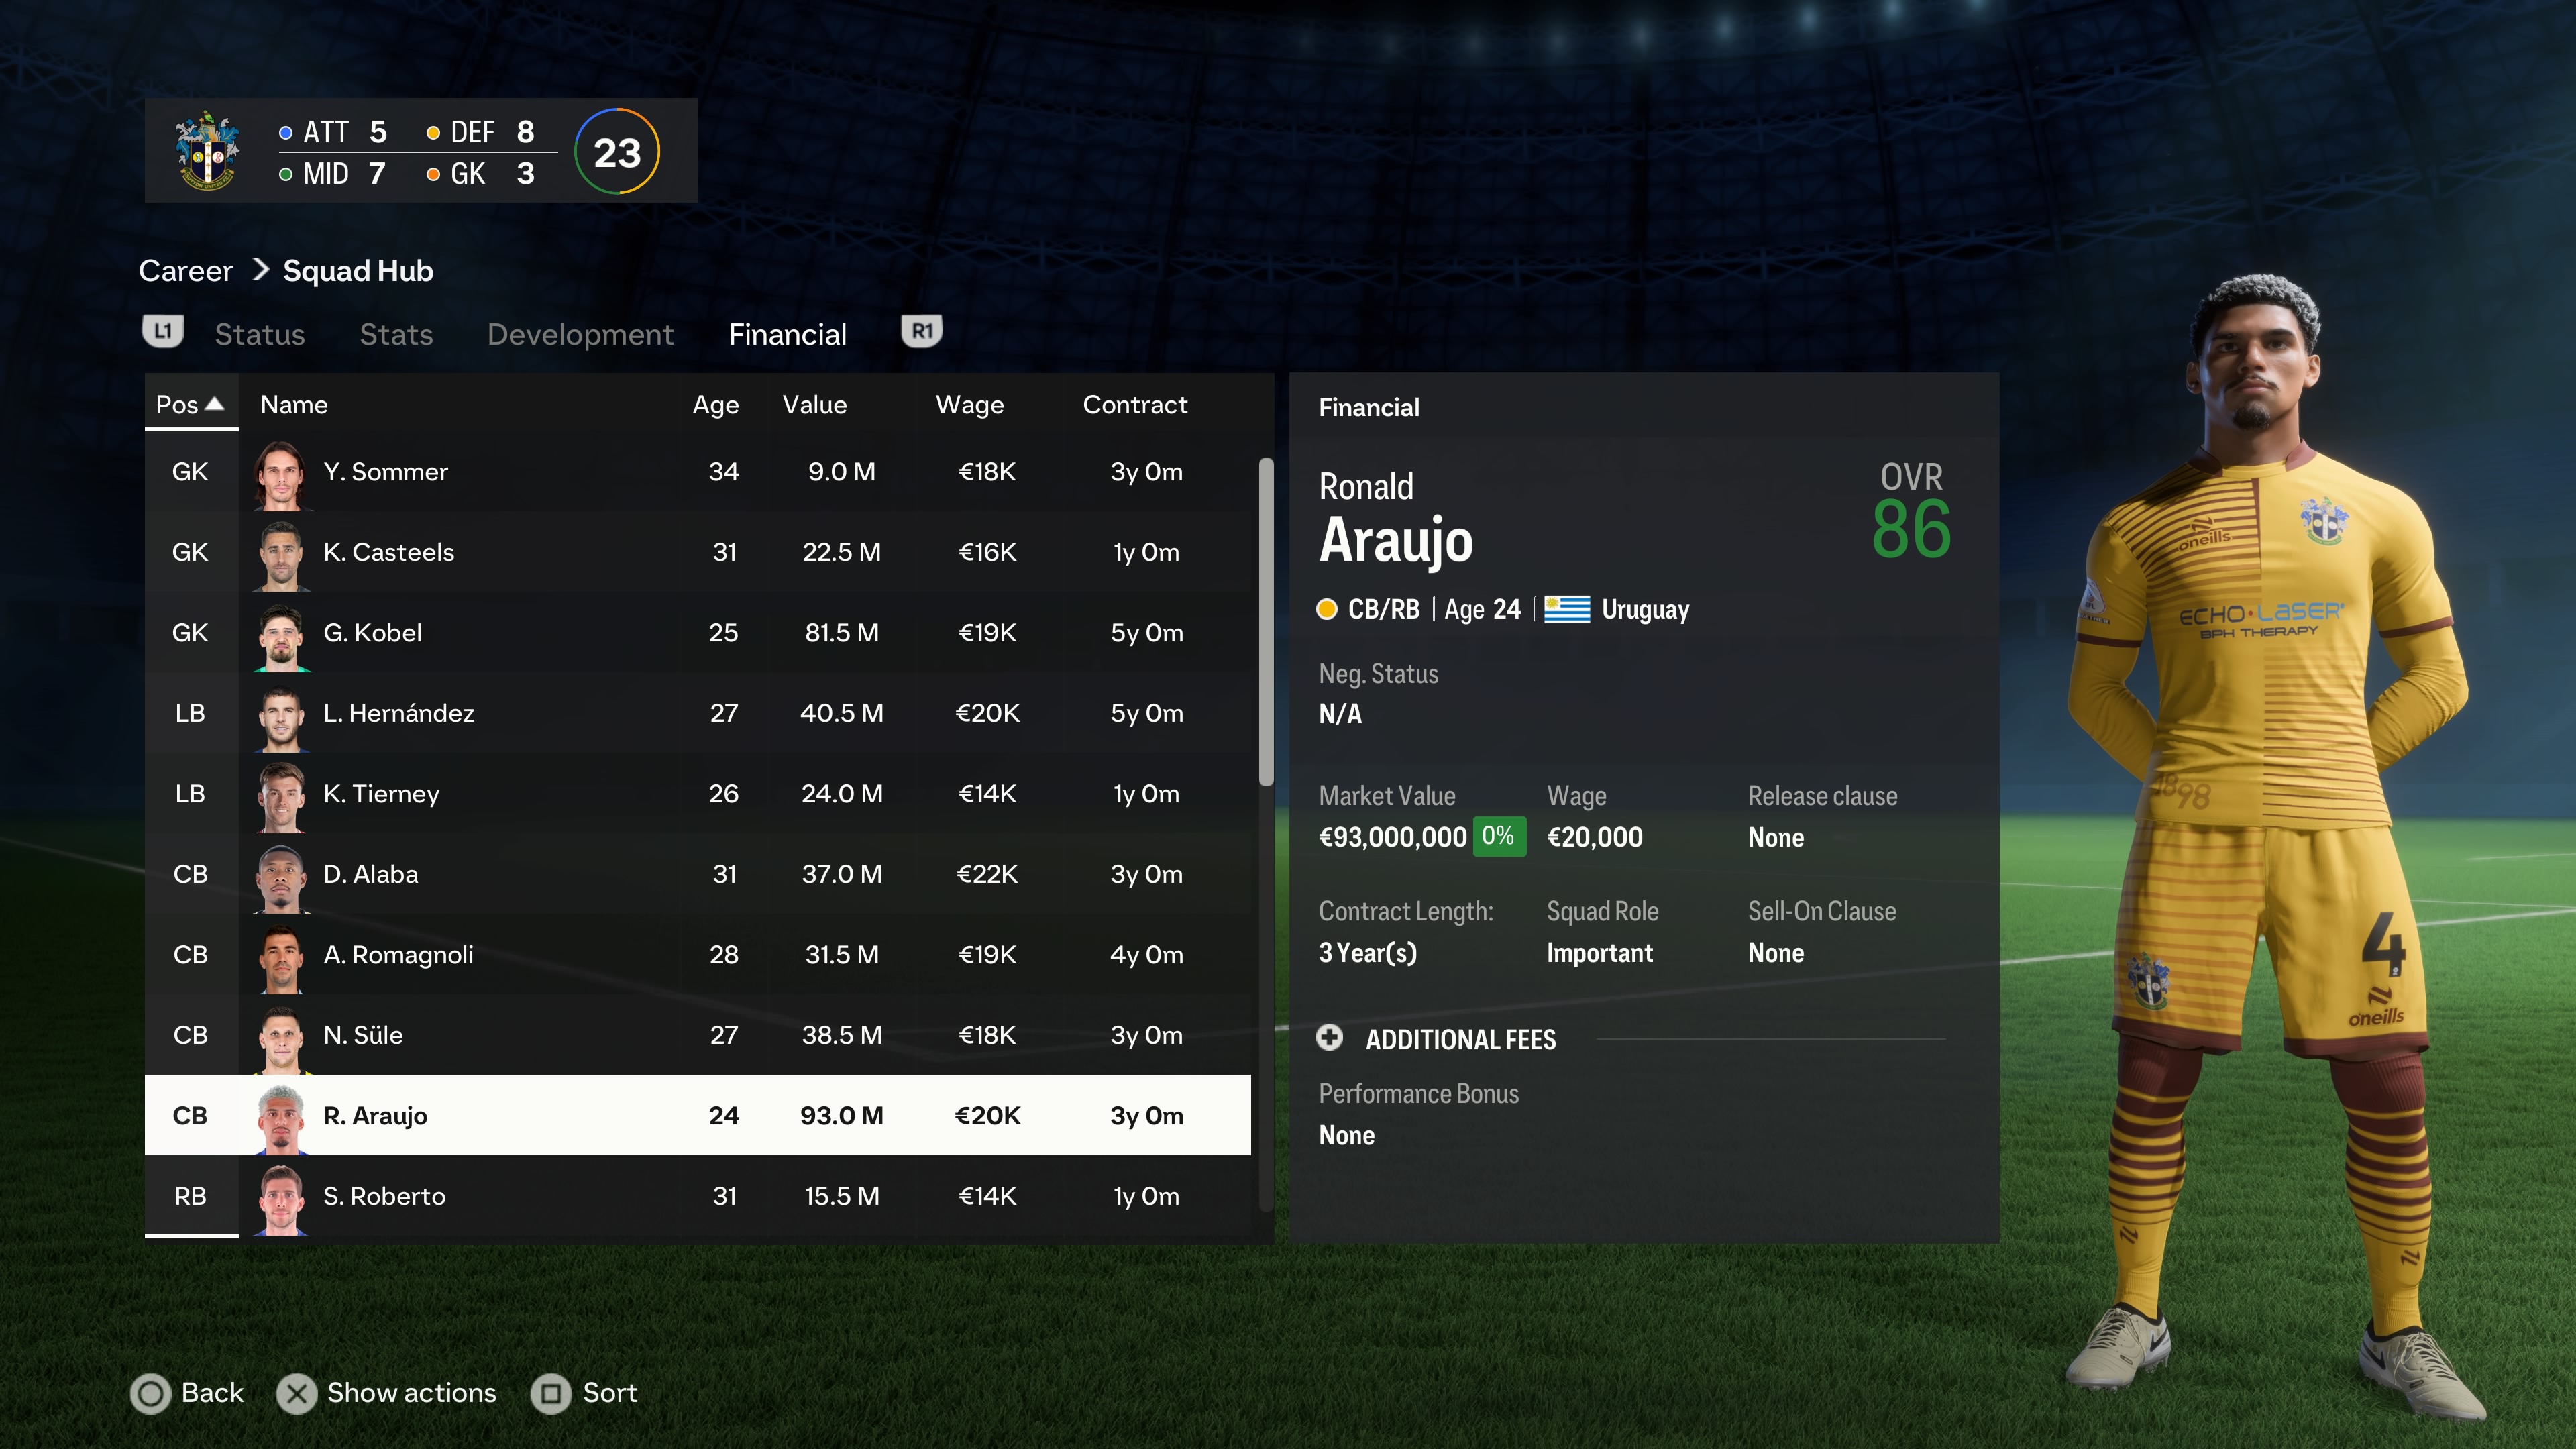 ATT 5 DEF 8
MID 7 GK 3
23
Career > Squad Hub
L1 Status Stats Development Financial R1
Pos Name Age Value Wage Contract
GK Y. Sommer 34 9.0 M €18K 3y 0m
GK K. Casteels 31 22.5 M €16K 1y 0m
GK G. Kobel 25 81.5 M €19K 5y 0m
LB L. Hernández 27 40.5 M €20K 5y 0m
LB K. Tierney 26 24.0 M €14K 1y 0m
CB D. Alaba 31 37.0 M €22K 3y 0m
CB A. Romagnoli 28 31.5 M €19K 4y 0m
CB N. Süle 27 38.5 M €18K 3y 0m
CB R. Araujo 24 93.0 M €20K 3y 0m
RB S. Roberto 31 15.5 M €14K 1y 0m
Financial
Ronald
Araujo
OVR
86
CB/RB | Age 24 | Uruguay
Neg. Status
N/A
Market Value Wage Release clause
€93,000,000 0% €20,000 None
Contract Length: Squad Role Sell-On Clause
3 Year(s) Important None
ADDITIONAL FEES
Performance Bonus
None
oneills
ECHO•LASER
BPH THERAPY
1898
4
oneills
Back Show actions Sort